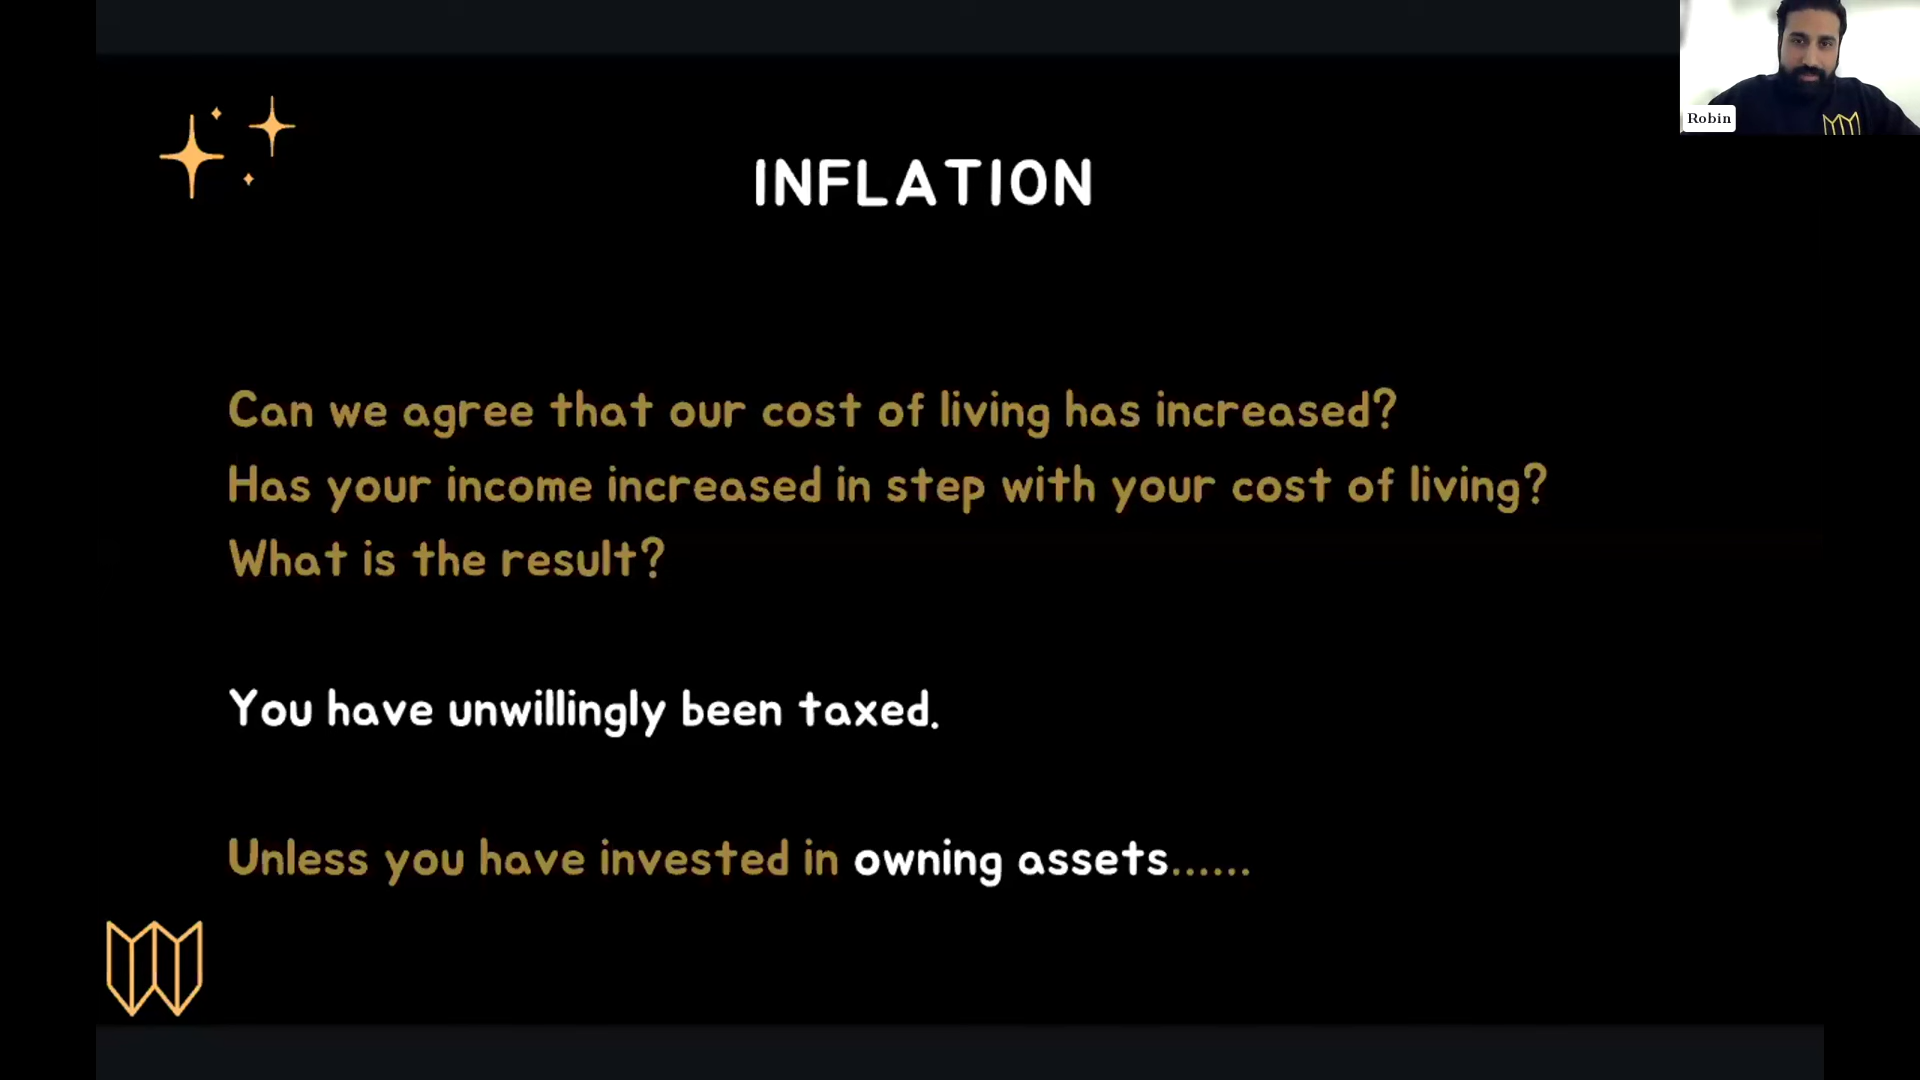 INFLATION
Robin
Can we agree that our cost of living has increased?
Has your income increased in step with your cost of living?
What is the result?
You have unwillingly been taxed.
Unless you have invested in owning assets......